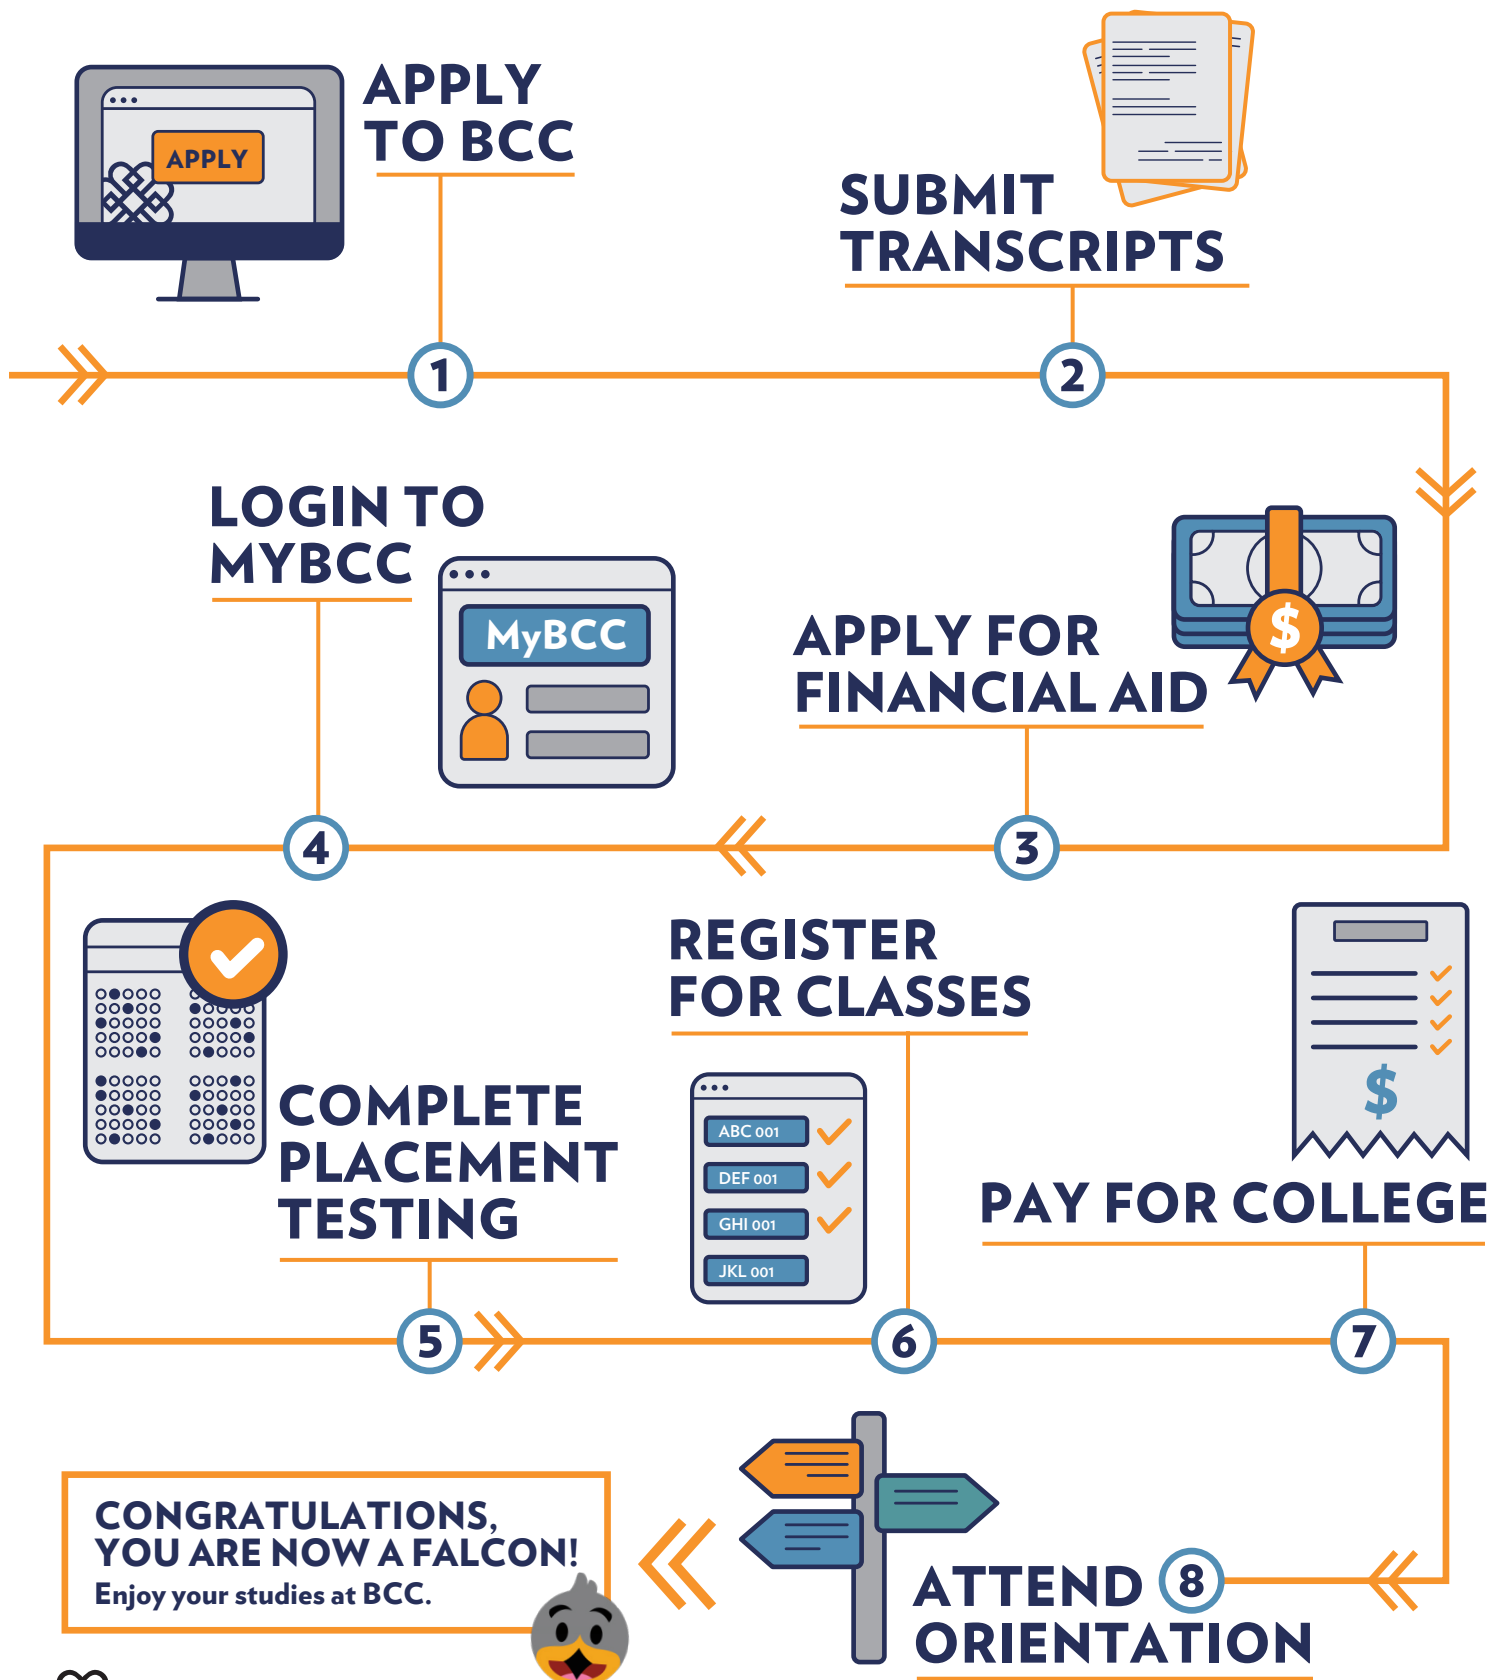 APPLY
TO BCC
APPLY
1
SUBMIT
TRANSCRIPTS
2
APPLY FOR
FINANCIAL AID
$
3
LOGIN TO
MYBCC
MyBCC
4
COMPLETE
PLACEMENT
TESTING
5
REGISTER
FOR CLASSES
ABC 001
DEF 001
GHI 001
JKL 001
6
$
PAY FOR COLLEGE
7
ATTEND
ORIENTATION
8
CONGRATULATIONS,
YOU ARE NOW A FALCON!
Enjoy your studies at BCC.